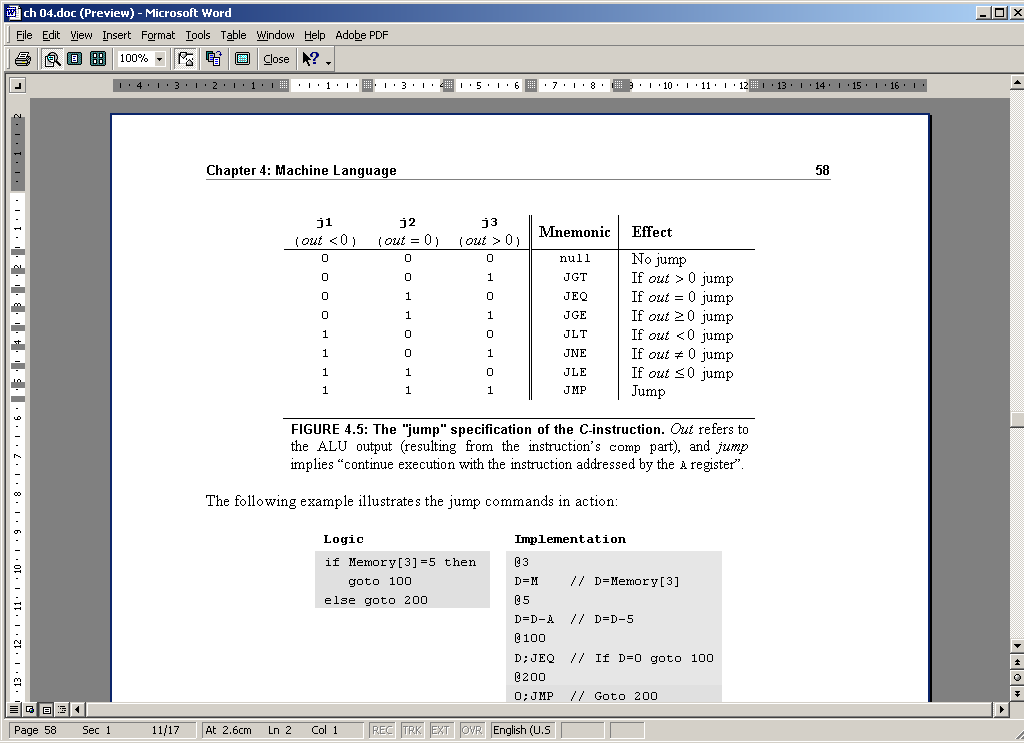 ch 04.doc (Preview) - Microsoft Word
File Edit View Insert Format Tools Table Window Help Adobe PDF
100% Close
Chapter 4: Machine Language 58
j1 j2 j3 Mnemonic Effect
(out < 0) (out = 0) (out > 0)
0 0 0 null No jump
0 0 1 JGT If out > 0 jump
0 1 0 JEQ If out = 0 jump
0 1 1 JGE If out ≥ 0 jump
1 0 0 JLT If out < 0 jump
1 0 1 JNE If out ≠ 0 jump
1 1 0 JLE If out ≤ 0 jump
1 1 1 JMP Jump
FIGURE 4.5: The "jump" specification of the C-instruction. Out refers to
the ALU output (resulting from the instruction's comp part), and jump
implies “continue execution with the instruction addressed by the A register”.
The following example illustrates the jump commands in action:
Logic
if Memory[3]=5 then
goto 100
else goto 200
Implementation
@3
D=M // D=Memory[3]
@5
D=D-A // D=D-5
@100
D;JEQ // If D=0 goto 100
@200
0;JMP // Goto 200
Page 58 Sec 1 11/17 At 2.6cm Ln 2 Col 1 REC TRK EXT OVR English (U.S